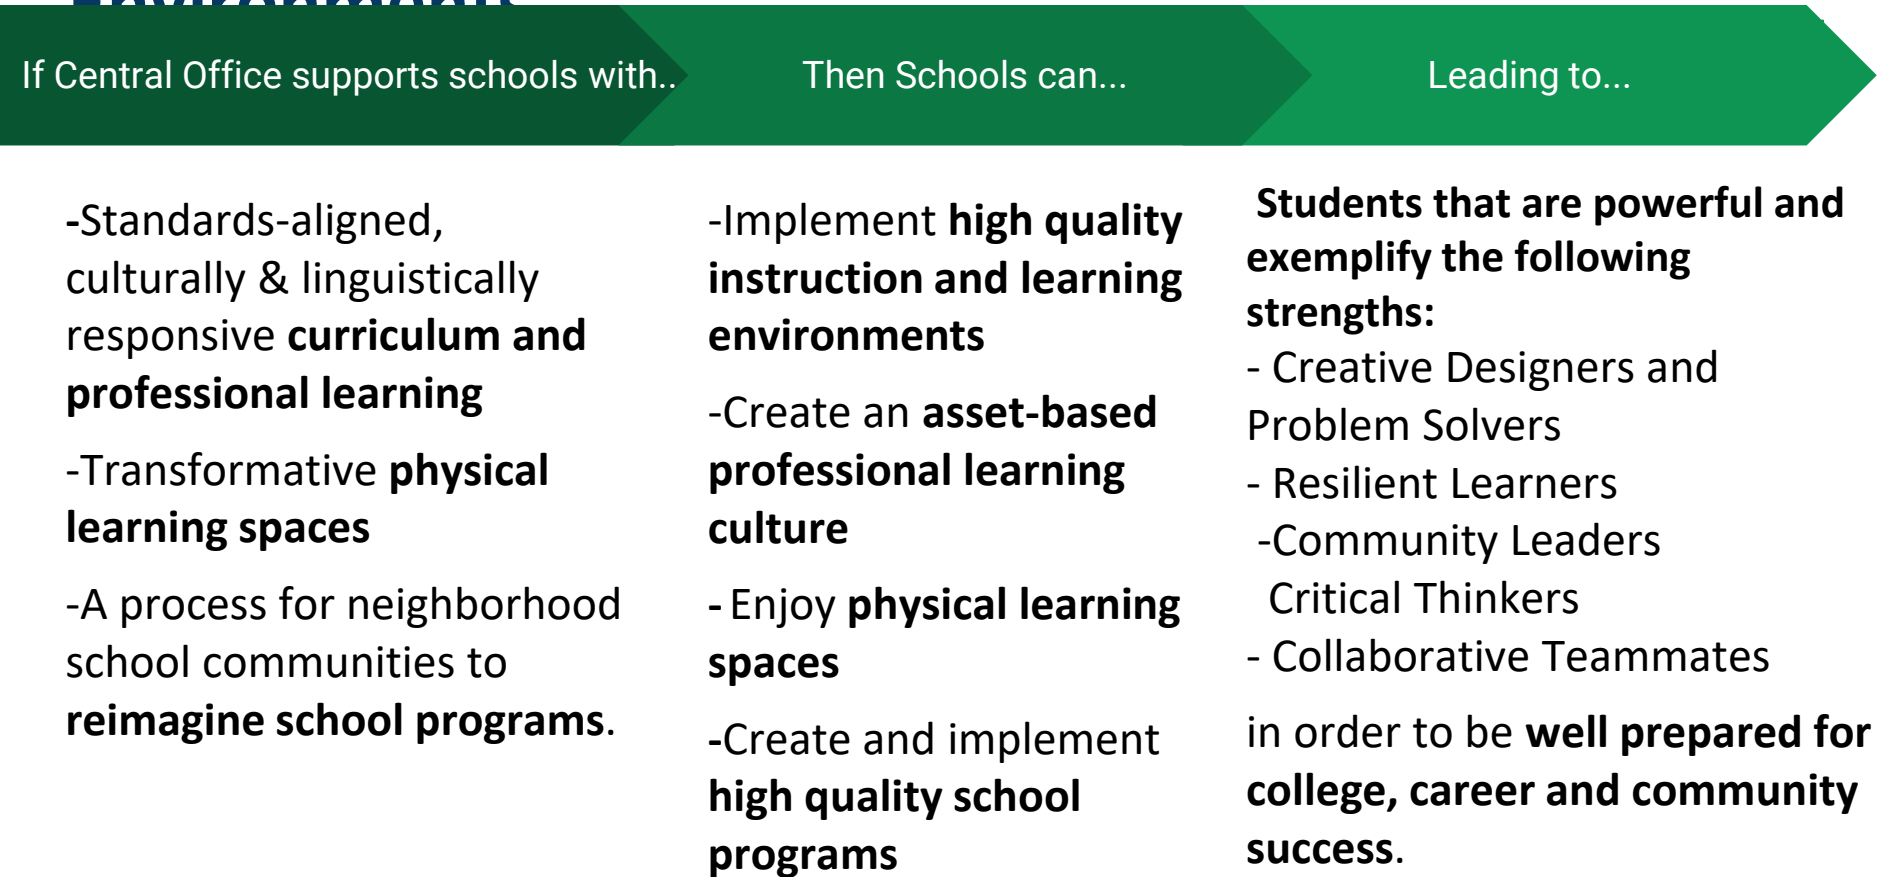 Environments
If Central Office supports schools with..
Then Schools can...
Leading to...
-Standards-aligned,
culturally & linguistically
responsive curriculum and
professional learning
-Transformative physical
learning spaces
-A process for neighborhood
school communities to
reimagine school programs.
-Implement high quality
instruction and learning
environments
-Create an asset-based
professional learning
culture
- Enjoy physical learning
spaces
-Create and implement
high quality school
programs
Students that are powerful and
exemplify the following
strengths:
- Creative Designers and
Problem Solvers
- Resilient Learners
-Community Leaders
Critical Thinkers
- Collaborative Teammates
in order to be well prepared for
college, career and community
success.